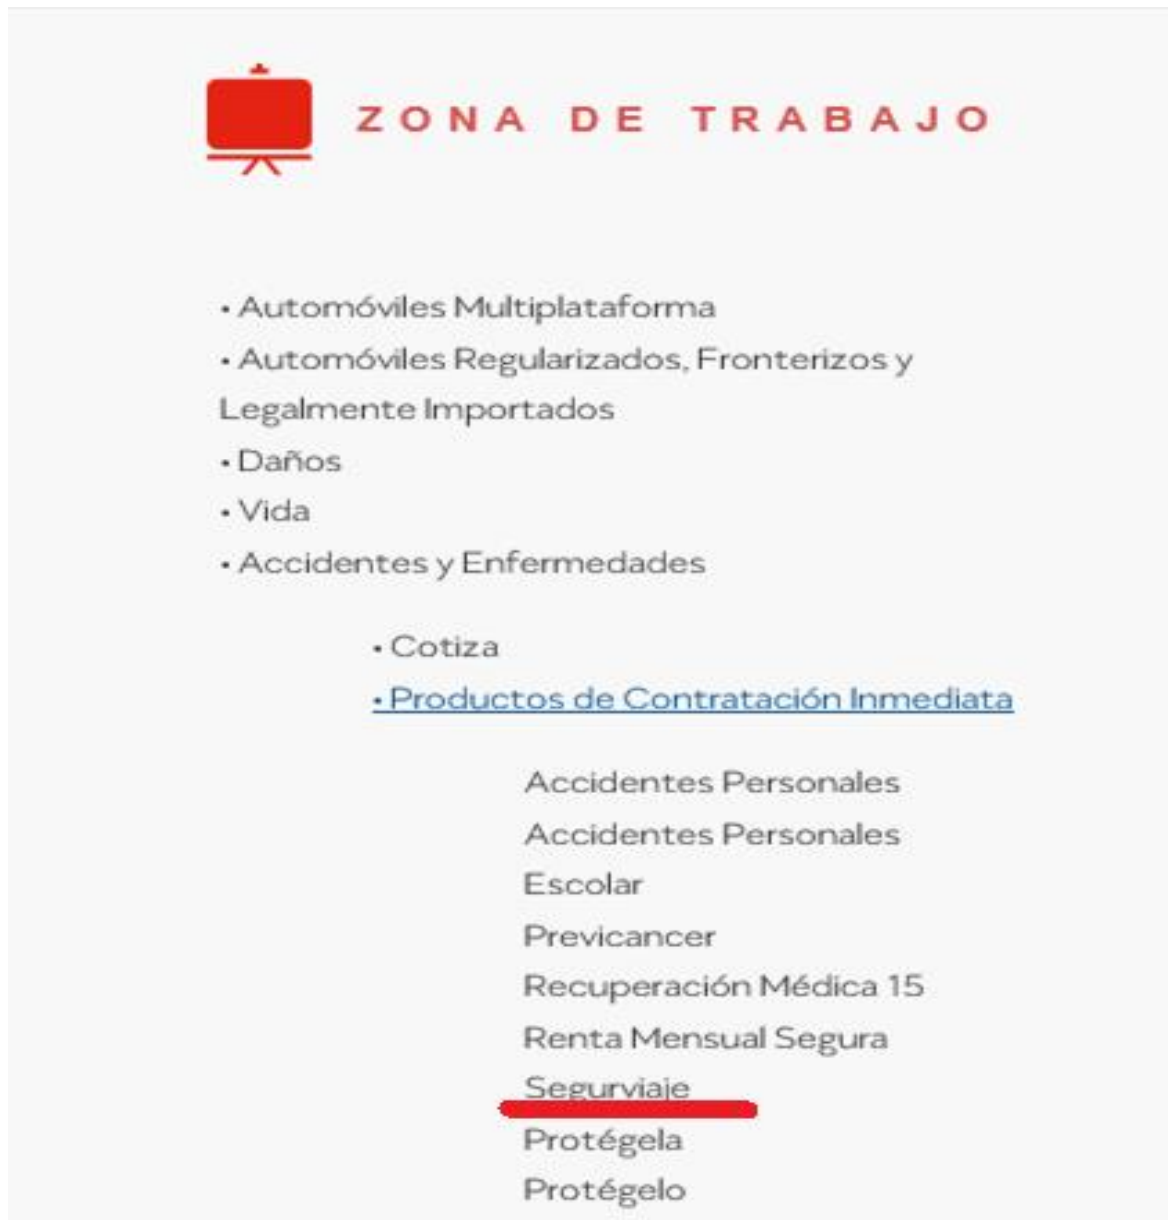 ZONA DE TRABAJO
• Automóviles Multiplataforma
• Automóviles Regularizados, Fronterizos y
Legalmente Importados
• Daños
• Vida
• Accidentes y Enfermedades
• Cotiza
• Productos de Contratación Inmediata
Accidentes Personales
Accidentes Personales
Escolar
Previcancer
Recuperación Médica 15
Renta Mensual Segura
Segurviaje
Protégela
Protégelo